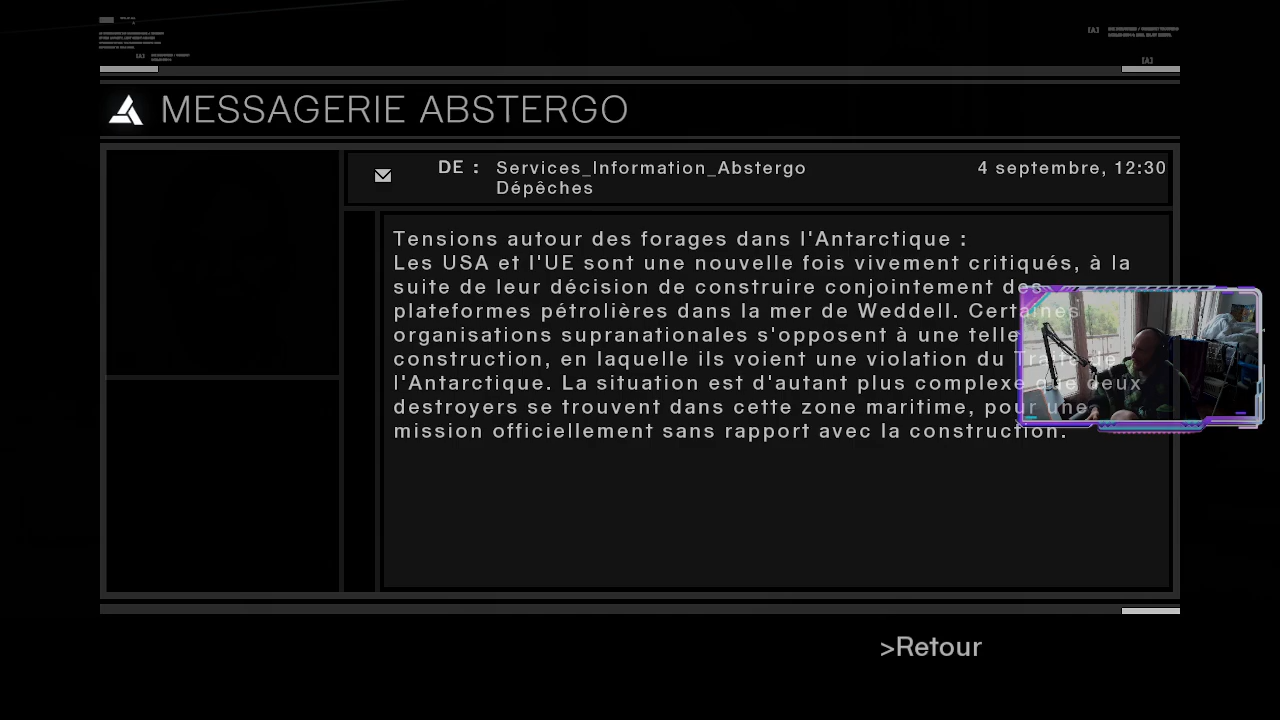 MESSAGERIE ABSTERGO
DE : Services_Information_Abstergo 4 septembre, 12:30
Dépêches
Tensions autour des forages dans l'Antarctique :
Les USA et l'UE sont une nouvelle fois vivement critiqués, à la
suite de leur décision de construire conjointement des
plateformes pétrolières dans la mer de Weddell. Certaines
organisations supranationales s'opposent à une telle
construction, en laquelle ils voient une violation du Traité de
l'Antarctique. La situation est d'autant plus complexe que deux
destroyers se trouvent dans cette zone maritime, pour une
mission officiellement sans rapport avec la construction.
>Retour